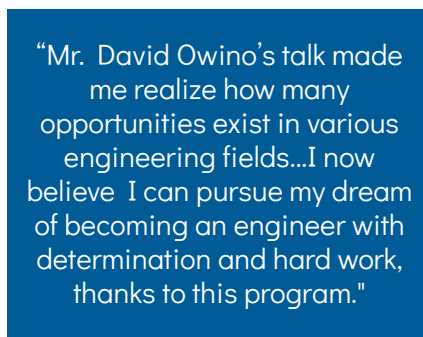 “Mr. David Owino’s talk made
me realize how many
opportunities exist in various
engineering fields...I now
believe I can pursue my dream
of becoming an engineer with
determination and hard work,
thanks to this program."